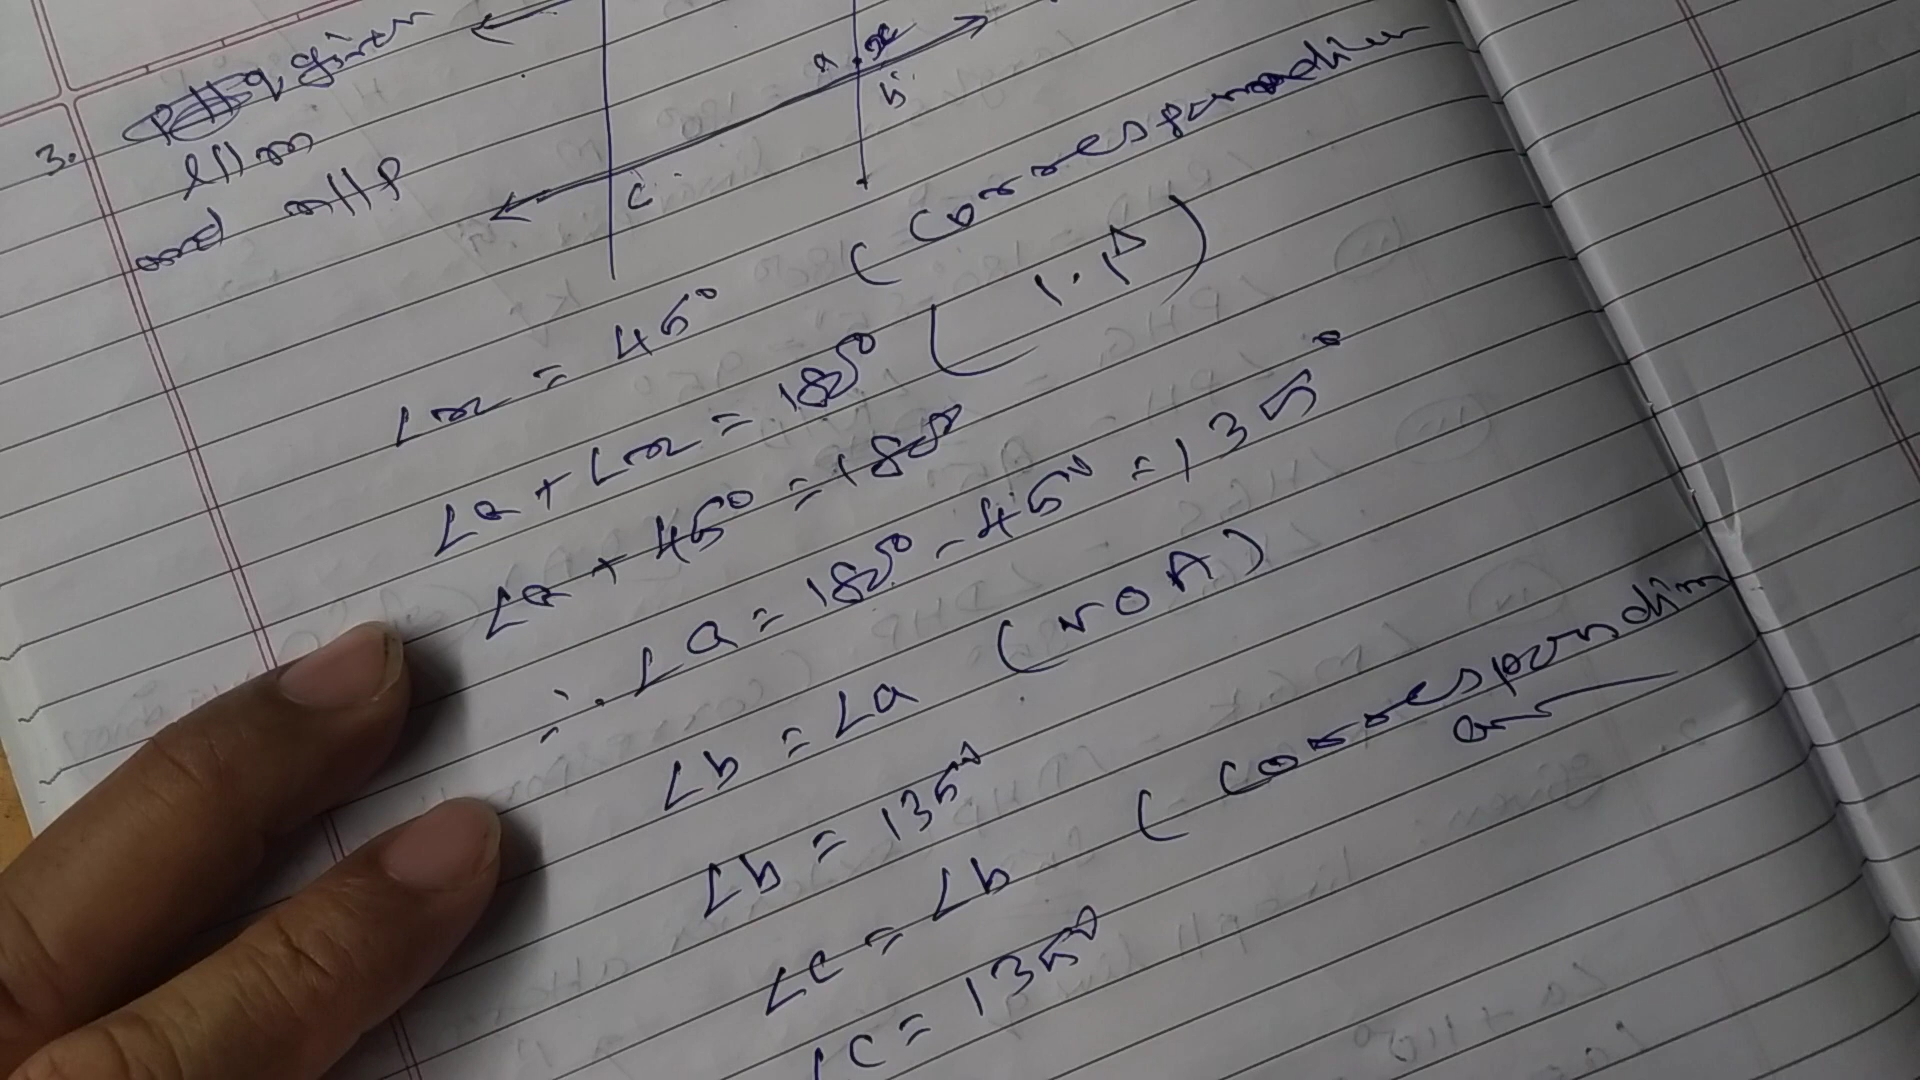 3. given
l||m
and n||p
a x
b
c
∠x = 45° (corresponding
∠a + ∠x = 180° (l.p)
∠a + 45° = 180°
∴ ∠a = 180° - 45° = 135°
∠b = ∠a (VOA)
∠b = 135°
∠c = ∠b (corresponding
∠c = 135°